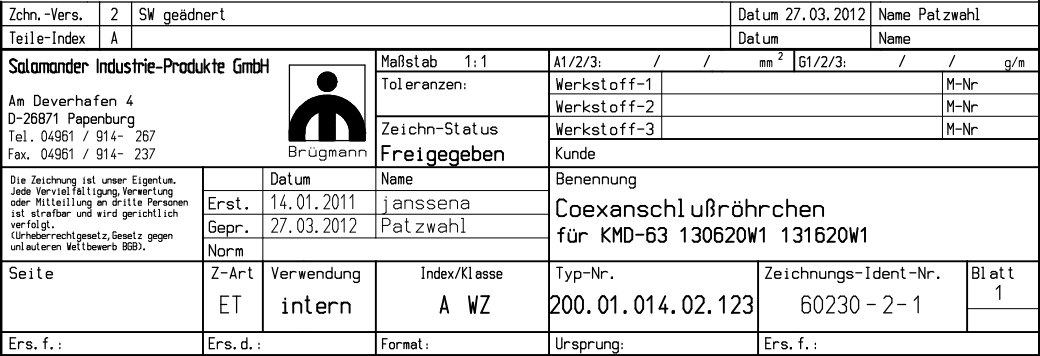 Zchn.-Vers. 2 SW geädnert Datum 27.03.2012 Name Patzwahl
Teile-Index A Datum Name
Salamander Industrie-Produkte GmbH
Am Deverhafen 4
D-26871 Papenburg
Tel. 04961 / 914- 267
Fax. 04961 / 914- 237
Brügmann
Maßstab 1:1
Toleranzen:
Zeichn-Status
Freigegeben
A1/2/3: / / mm² G1/2/3: / / g/m
Werkstoff-1 M-Nr
Werkstoff-2 M-Nr
Werkstoff-3 M-Nr
Kunde
Die Zeichnung ist unser Eigentum.
Jede Vervielfältigung,Verwertung
oder Mitteillung an dritte Personen
ist strafbar und wird gerichtlich
verfolgt.
(Urheberrechtgesetz,Gesetz gegen
unlauteren Wettbewerb BGB).
Datum Name
Erst. 14.01.2011 janssena
Gepr. 27.03.2012 Patzwahl
Norm
Benennung
Coexanschlußröhrchen
für KMD-63 130620W1 131620W1
Seite Z-Art Verwendung Index/Klasse Typ-Nr. Zeichnungs-Ident-Nr. Blatt
ET intern A WZ 200.01.014.02.123 60230-2-1 1
Ers.f.: Ers.d.: Format: Ursprung: Ers.f.: